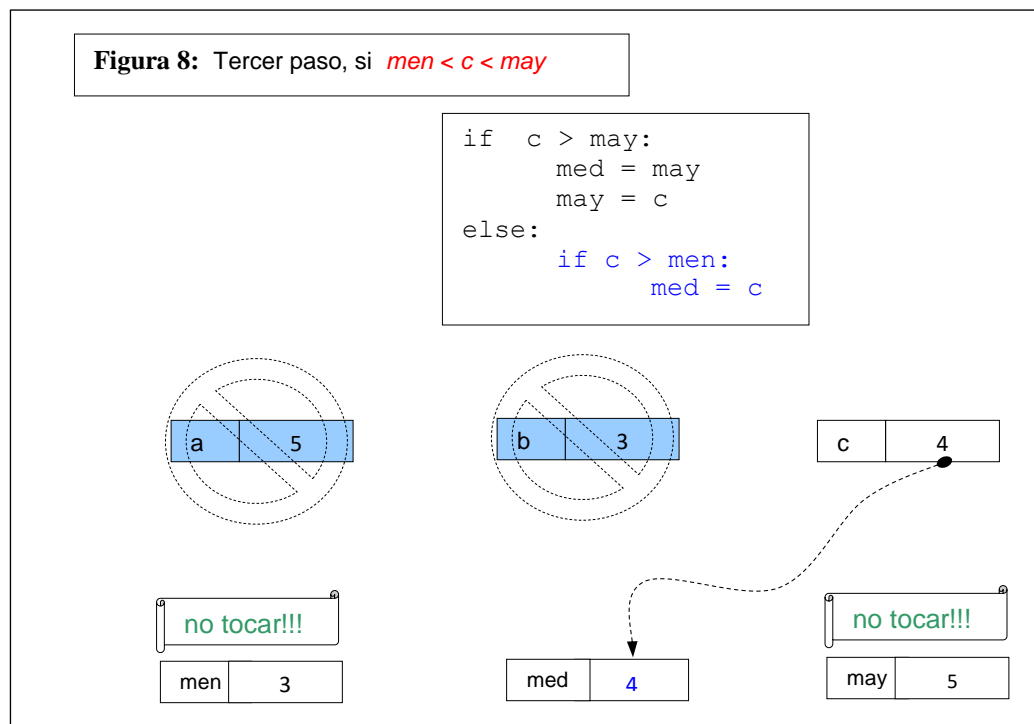 Figura 8: Tercer paso, si men < c < may
if  c > may:
      med = may
      may = c
else:
      if c > men:
            med = c
a 5
b 3
c 4
no tocar!!!
no tocar!!!
men 3
med 4
may 5